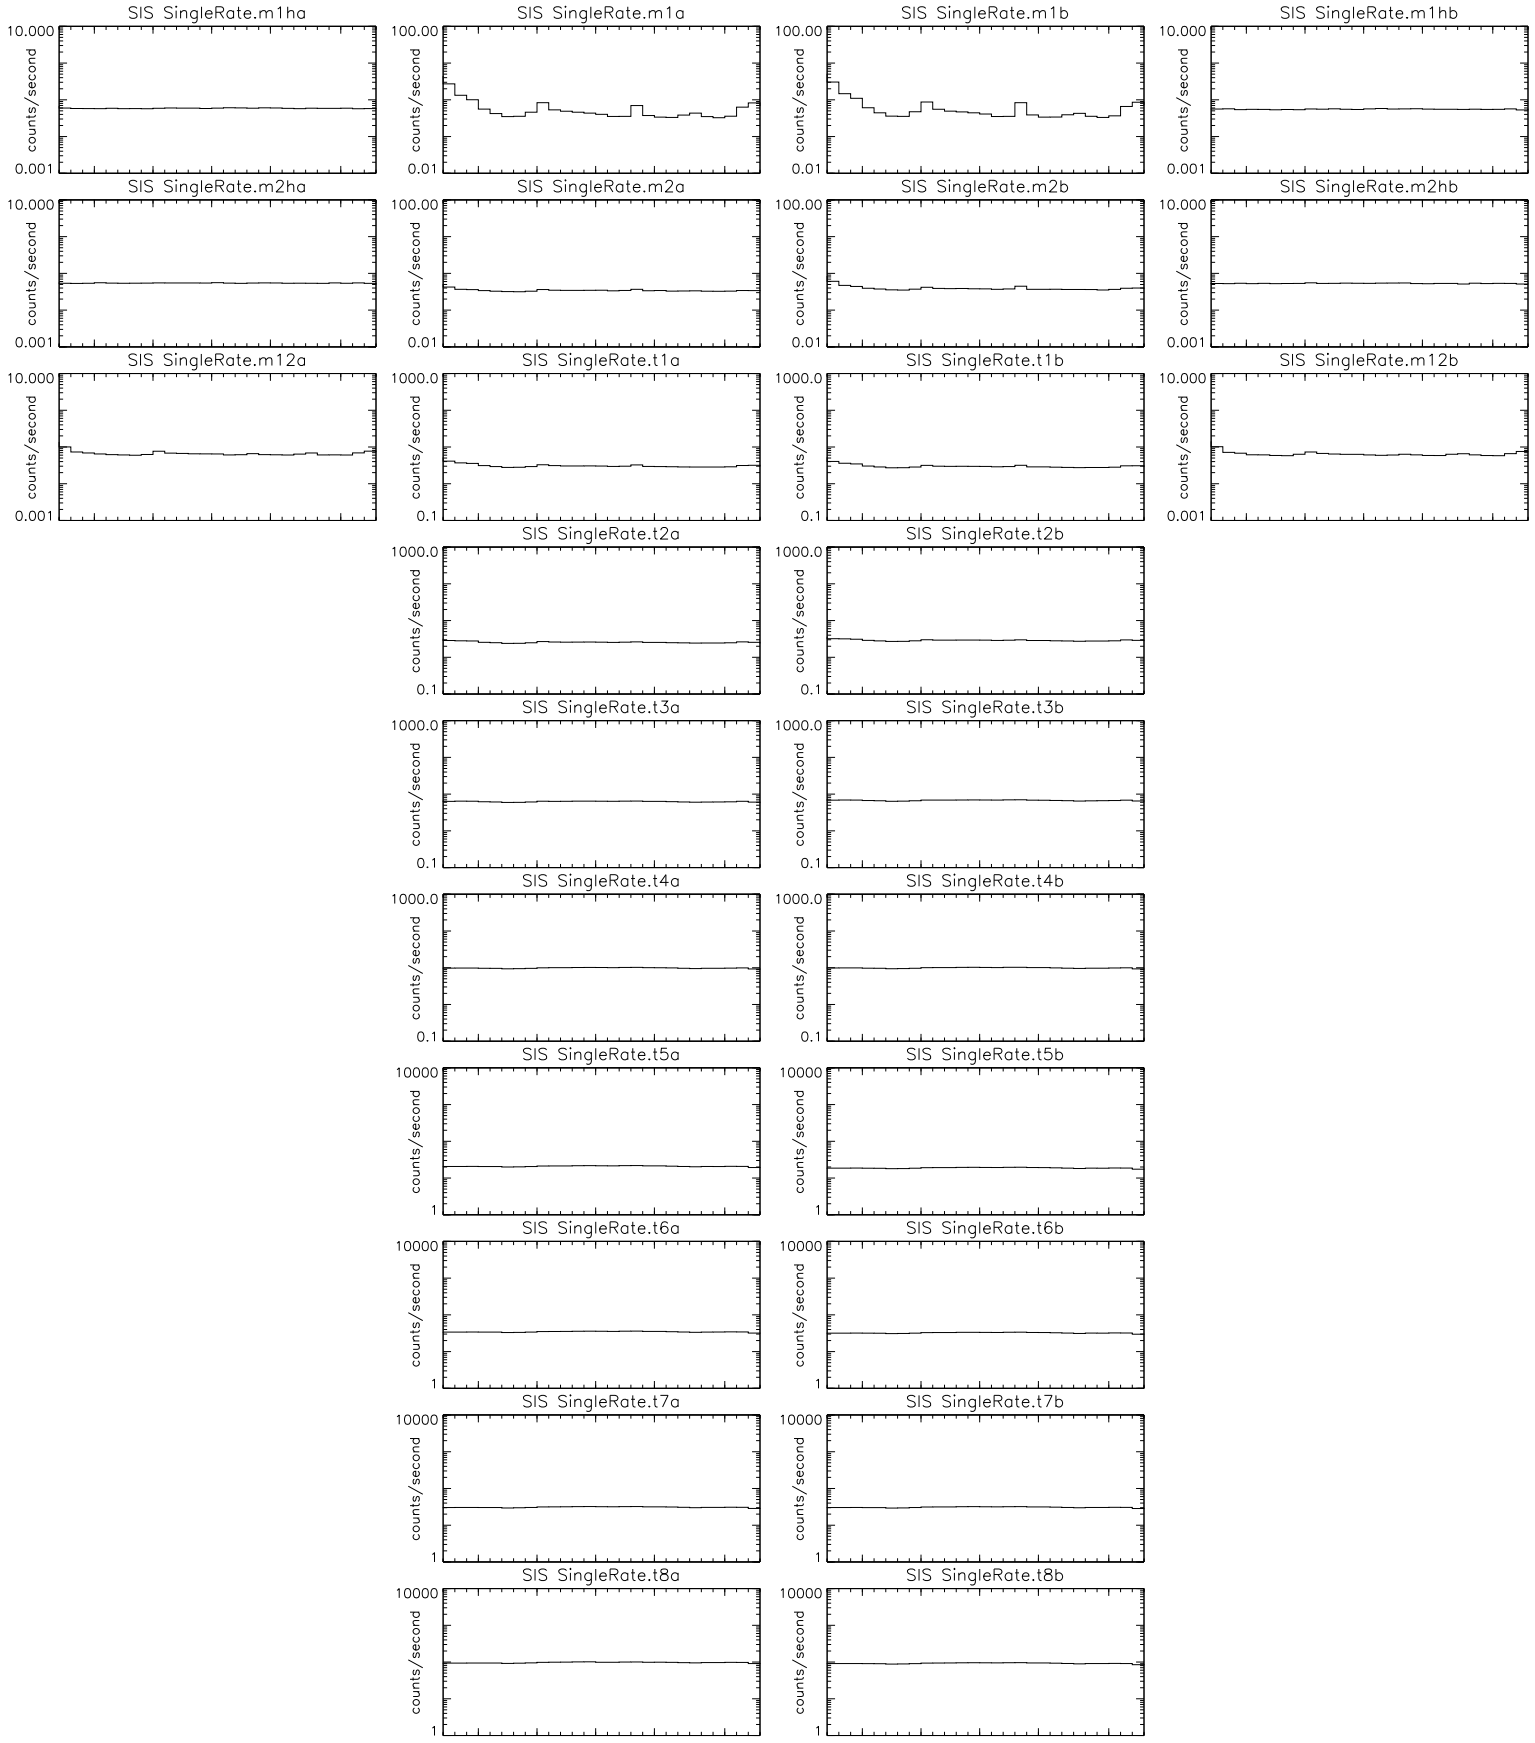 SIS SingleRate.m1ha
SIS SingleRate.m1a
SIS SingleRate.m1b
SIS SingleRate.m1hb
10.000
counts/second
0.001
100.00
counts/second
0.01
100.00
counts/second
0.01
10.000
counts/second
0.001
SIS SingleRate.m2ha
SIS SingleRate.m2a
SIS SingleRate.m2b
SIS SingleRate.m2hb
10.000
counts/second
0.001
100.00
counts/second
0.01
100.00
counts/second
0.01
10.000
counts/second
0.001
SIS SingleRate.m12a
SIS SingleRate.t1a
SIS SingleRate.t1b
SIS SingleRate.m12b
10.000
counts/second
0.001
1000.0
counts/second
0.1
1000.0
counts/second
0.1
10.000
counts/second
0.001
SIS SingleRate.t2a
SIS SingleRate.t2b
1000.0
counts/second
0.1
1000.0
counts/second
0.1
SIS SingleRate.t3a
SIS SingleRate.t3b
1000.0
counts/second
0.1
1000.0
counts/second
0.1
SIS SingleRate.t4a
SIS SingleRate.t4b
1000.0
counts/second
0.1
1000.0
counts/second
0.1
SIS SingleRate.t5a
SIS SingleRate.t5b
10000
counts/second
1
10000
counts/second
1
SIS SingleRate.t6a
SIS SingleRate.t6b
10000
counts/second
1
10000
counts/second
1
SIS SingleRate.t7a
SIS SingleRate.t7b
10000
counts/second
1
10000
counts/second
1
SIS SingleRate.t8a
SIS SingleRate.t8b
10000
counts/second
1
10000
counts/second
1